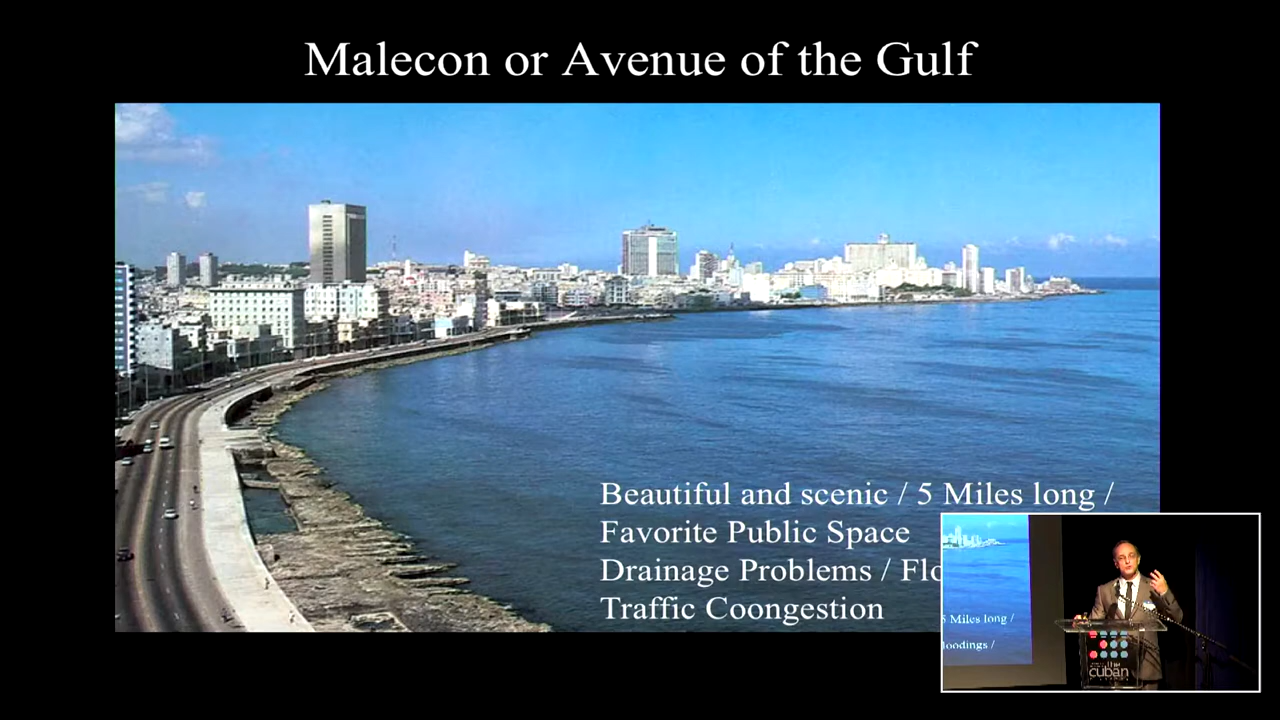 Malecon or Avenue of the Gulf
Beautiful and scenic / 5 Miles long /
Favorite Public Space
Drainage Problems / Flo
Traffic Coongestion
5 Miles long /
loodings /
the
cuban